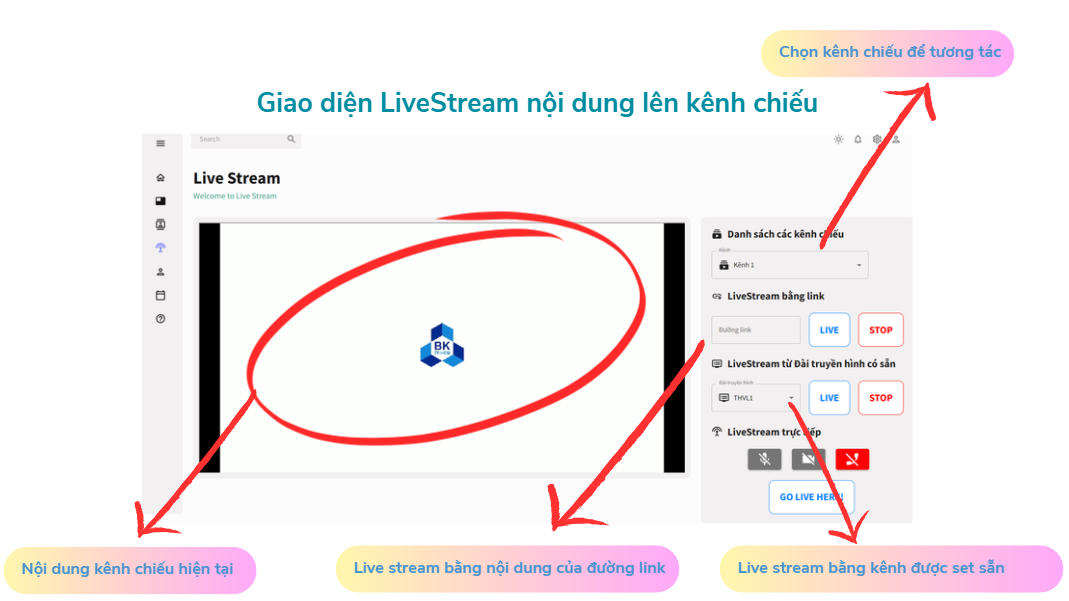 Chọn kênh chiếu để tương tác
Giao diện LiveStream nội dung lên kênh chiếu
Search
Live Stream
Welcome to Live Stream
Danh sách các kênh chiếu
Kênh
Kênh 1
LiveStream bằng link
Đường link
LIVE
STOP
LiveStream từ Đài truyền hình có sẵn
Đài truyền hình
THVL1
LIVE
STOP
LiveStream trực tiếp
GO LIVE HERE!
BK
TP.HCM
Nội dung kênh chiếu hiện tại
Live stream bằng nội dung của đường link
Live stream bằng kênh được set sẵn